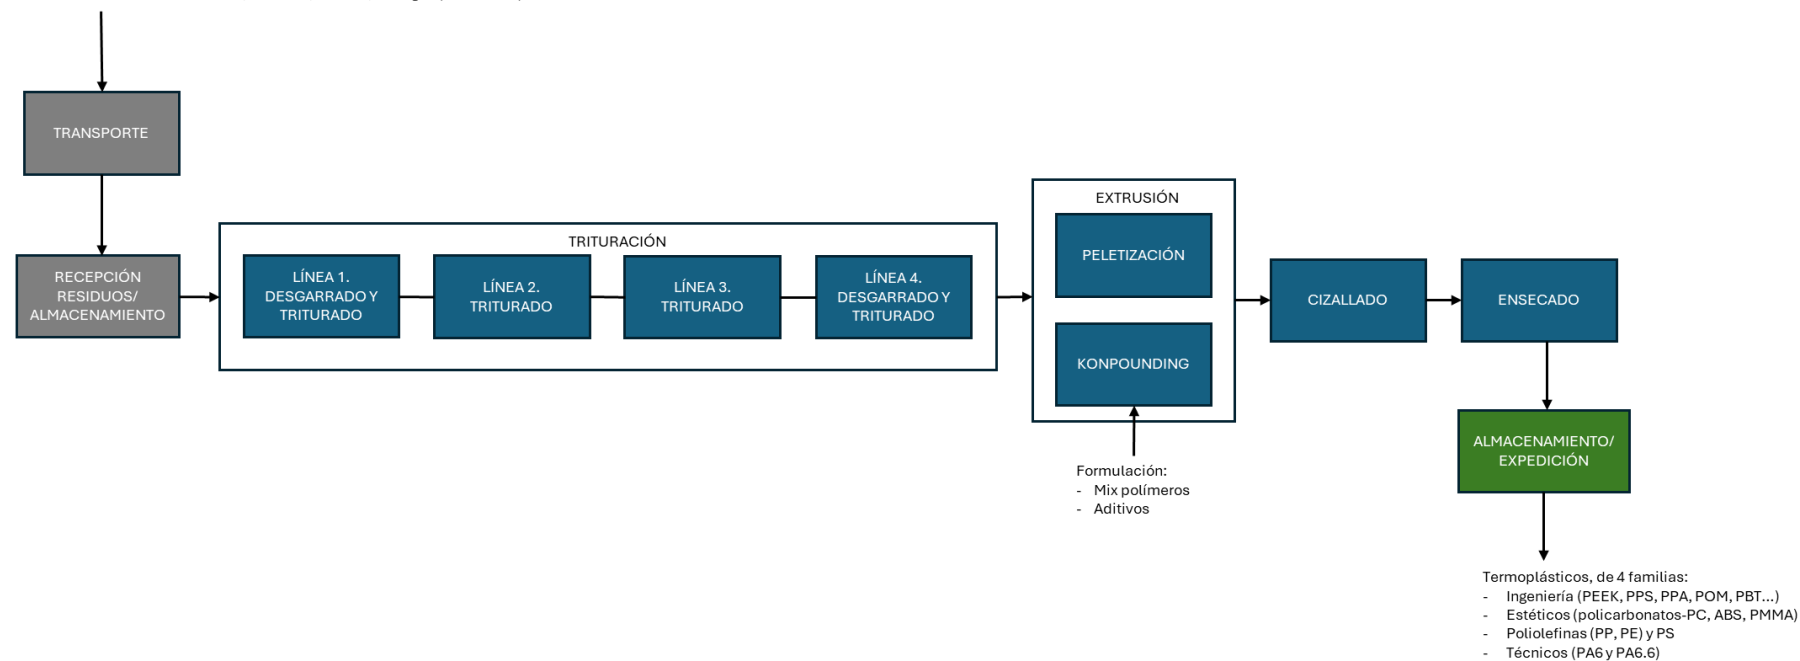 TRANSPORTE
RECEPCIÓN
RESIDUOS/
ALMACENAMIENTO
TRITURACIÓN
LÍNEA 1.
DESGARRADO Y
TRITURADO
LÍNEA 2.
TRITURADO
LÍNEA 3.
TRITURADO
LÍNEA 4.
DESGARRADO Y
TRITURADO
EXTRUSIÓN
PELETIZACIÓN
KONPOUNDING
Formulación:
- Mix polímeros
- Aditivos
CIZALLADO
ENSECADO
ALMACENAMIENTO/
EXPEDICIÓN
Termoplásticos, de 4 familias:
- Ingeniería (PEEK, PPS, PPA, POM, PBT...)
- Estéticos (policarbonatos-PC, ABS, PMMA)
- Poliolefinas (PP, PE) y PS
- Técnicos (PA6 y PA6.6)